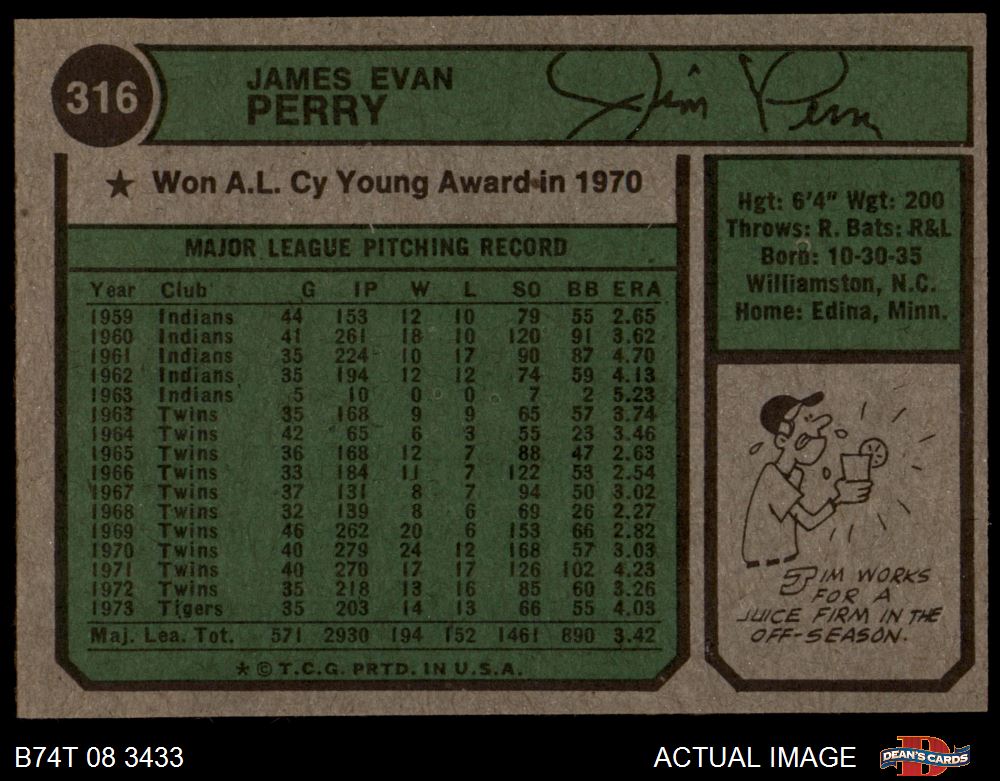 316
JAMES EVAN
PERRY
Jim Perry
★ Won A.L. Cy Young Award in 1970
MAJOR LEAGUE PITCHING RECORD
Year Club G IP W L SO BB ERA
1959 Indians 44 153 12 10 79 55 2.65
1960 Indians 41 261 18 10 120 91 3.62
1961 Indians 35 224 10 17 90 87 4.70
1962 Indians 35 194 12 12 74 59 4.13
1963 Indians 5 10 0 0 7 2 5.23
1963 Twins 35 168 9 9 65 57 3.74
1964 Twins 42 65 6 3 55 23 3.46
1965 Twins 36 168 12 7 88 47 2.63
1966 Twins 33 184 11 7 122 53 2.54
1967 Twins 37 131 8 7 94 50 3.02
1968 Twins 32 139 8 6 69 26 2.27
1969 Twins 46 262 20 6 153 66 2.82
1970 Twins 40 279 24 12 168 57 3.03
1971 Twins 40 270 17 17 126 102 4.23
1972 Twins 35 218 13 16 85 60 3.26
1973 Tigers 35 203 14 13 66 55 4.03
Maj. Lea. Tot. 571 2930 194 152 1461 890 3.42
★ © T.C.G. PRTD. IN U.S.A.
Hgt: 6'4" Wgt: 200
Throws: R. Bats: R&L
Born: 10-30-35
Williamston, N.C.
Home: Edina, Minn.
JIM WORKS
FOR A
JUICE FIRM IN THE
OFF-SEASON.
B74T 08 3433
ACTUAL IMAGE
DEAN'S CARDS